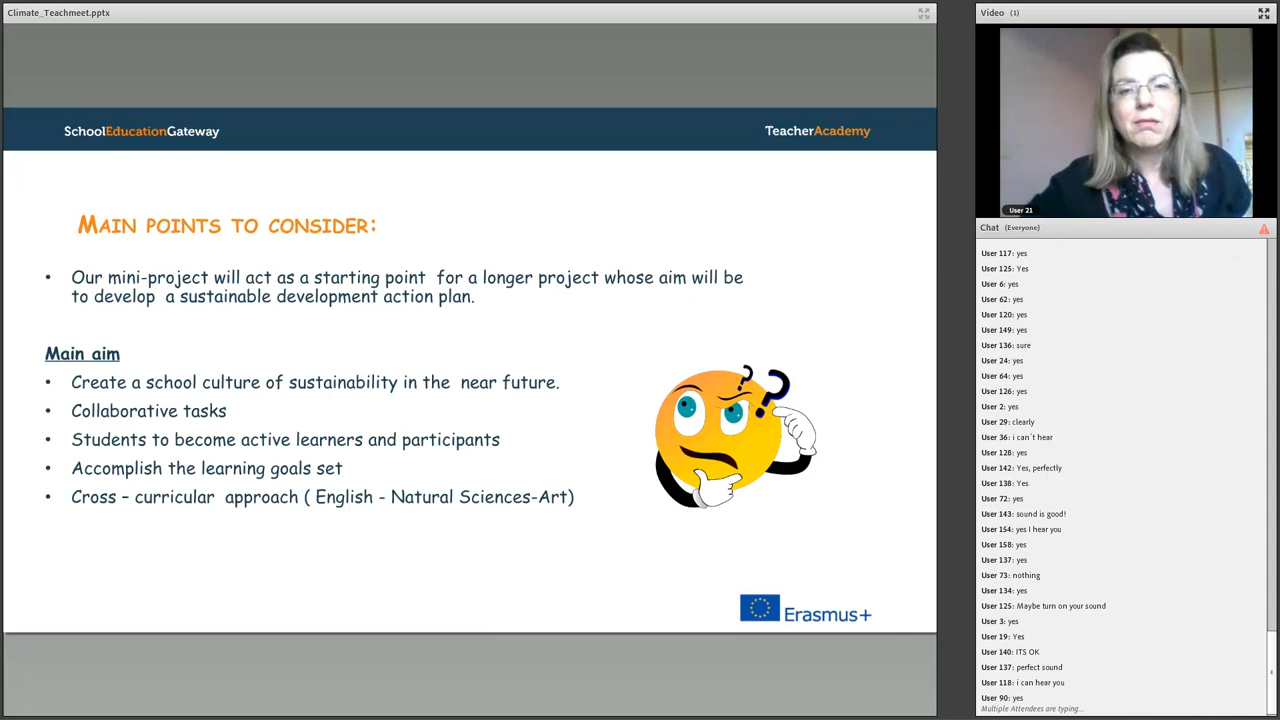 Climate_Teachmeet.pptx
SchoolEducationGateway
TeacherAcademy
MAIN POINTS TO CONSIDER:
• Our mini-project will act as a starting point for a longer project whose aim will be
to develop a sustainable development action plan.
Main aim
• Create a school culture of sustainability in the near future.
• Collaborative tasks
• Students to become active learners and participants
• Accomplish the learning goals set
• Cross – curricular approach ( English - Natural Sciences-Art)
? ?
Erasmus+
Video (1)
User 21
Chat (Everyone)
User 117: yes
User 125: Yes
User 6: yes
User 62: yes
User 120: yes
User 149: yes
User 136: sure
User 24: yes
User 64: yes
User 126: yes
User 2: yes
User 29: clearly
User 36: i can´t hear
User 128: yes
User 142: Yes, perfectly
User 138: Yes
User 72: yes
User 143: sound is good!
User 154: yes I hear you
User 158: yes
User 137: yes
User 73: nothing
User 134: yes
User 125: Maybe turn on your sound
User 3: yes
User 19: Yes
User 140: ITS OK
User 137: perfect sound
User 118: i can hear you
User 90: yes
Multiple Attendees are typing...